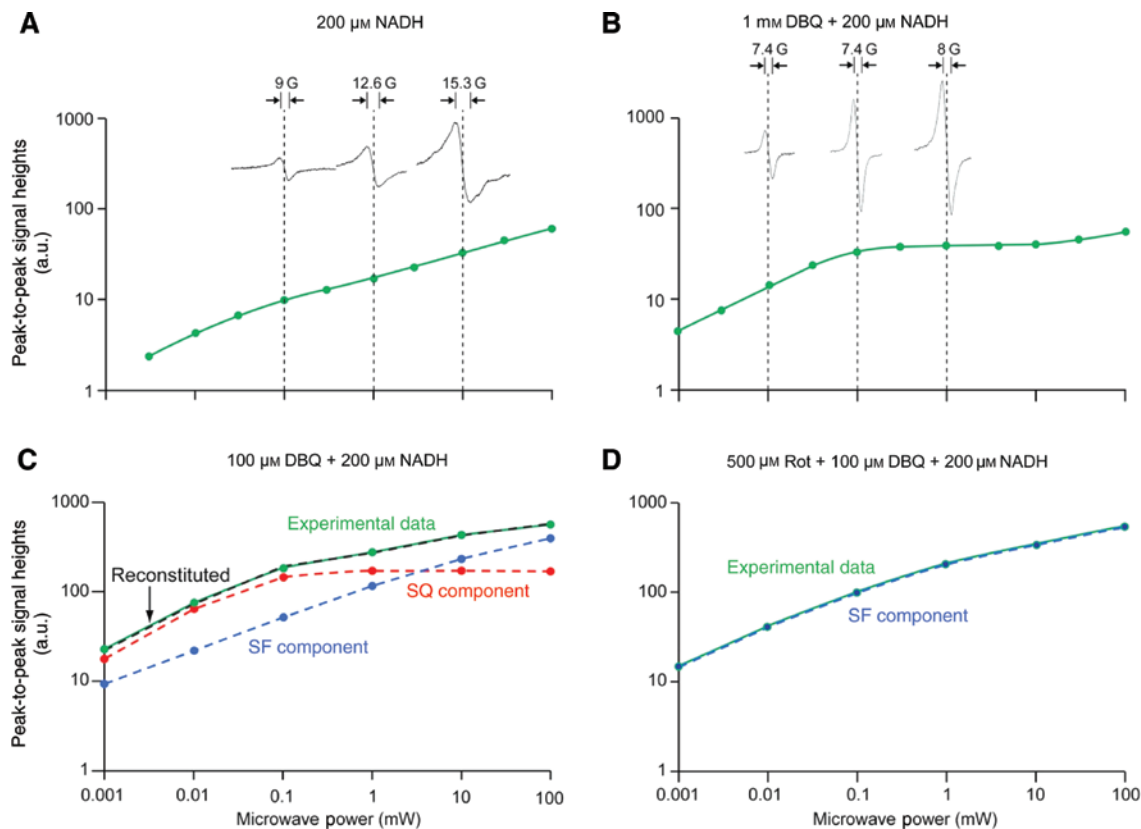 A
200 μM NADH
9 G
12.6 G
15.3 G
1000
100
10
1
Peak-to-peak signal heights
(a.u.)
B
1 mM DBQ + 200 μM NADH
7.4 G
7.4 G
8 G
1000
100
10
1
C
100 μM DBQ + 200 μM NADH
1000
100
10
1
Peak-to-peak signal heights
(a.u.)
Experimental data
Reconstituted
SQ component
SF component
0.001
0.01
0.1
1
10
100
Microwave power (mW)
D
500 μM Rot + 100 μM DBQ + 200 μM NADH
1000
100
10
1
Experimental data
SF component
0.001
0.01
0.1
1
10
100
Microwave power (mW)